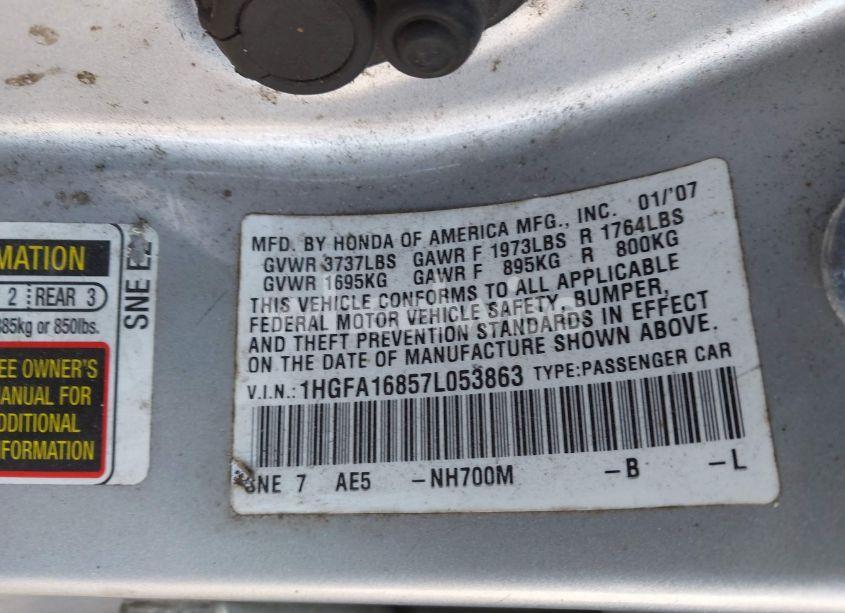 MFD. BY HONDA OF AMERICA MFG., INC. 01/'07
GVWR 3737LBS GAWR F 1973LBS R 1764LBS
GVWR 1695KG GAWR F 895KG R 800KG
THIS VEHICLE CONFORMS TO ALL APPLICABLE
FEDERAL MOTOR VEHICLE SAFETY, BUMPER,
AND THEFT PREVENTION STANDARDS IN EFFECT
ON THE DATE OF MANUFACTURE SHOWN ABOVE.
V.I.N.: 1HGFA16857L053863 TYPE:PASSENGER CAR
SNE 7 AE5 -NH700M -B -L
MATION
2 REAR 3
385kg or 850lbs.
EE OWNER'S
MANUAL FOR
DDITIONAL
NFORMATION
SNE